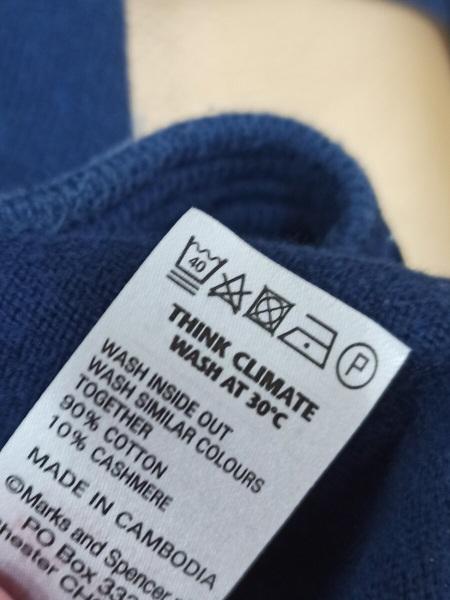 40 P
THINK CLIMATE
WASH AT 30°C
WASH INSIDE OUT
WASH SIMILAR COLOURS
TOGETHER
90% COTTON
10% CASHMERE
MADE IN CAMBODIA
©Marks and Spencer
PO Box